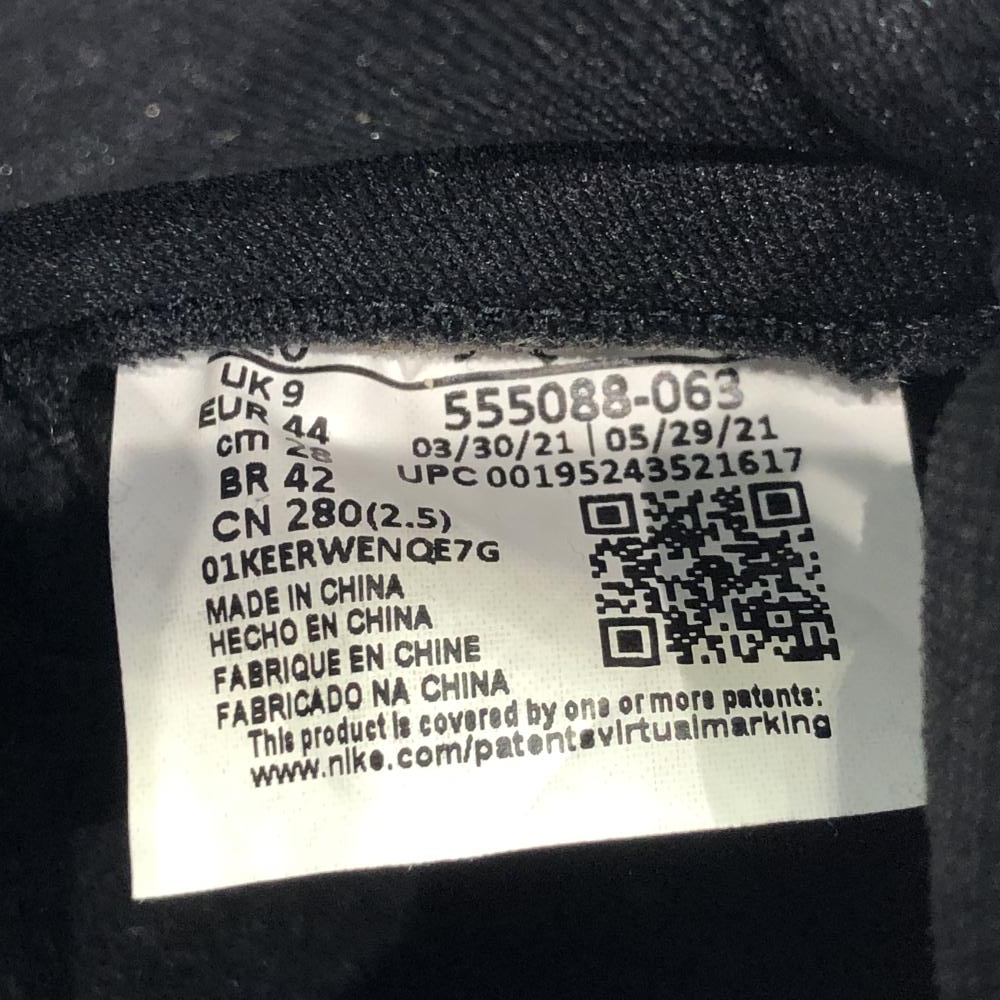 UK 9
EUR 44
cm 28
BR 42
CN 280(2.5)
01KEERWENQE7G
MADE IN CHINA
HECHO EN CHINA
FABRIQUE EN CHINE
FABRICADO NA CHINA
555088-063
03/30/21 | 05/29/21
UPC 00195243521617
This product is covered by one or more patents:
www.nike.com/patentsvirtualmarking